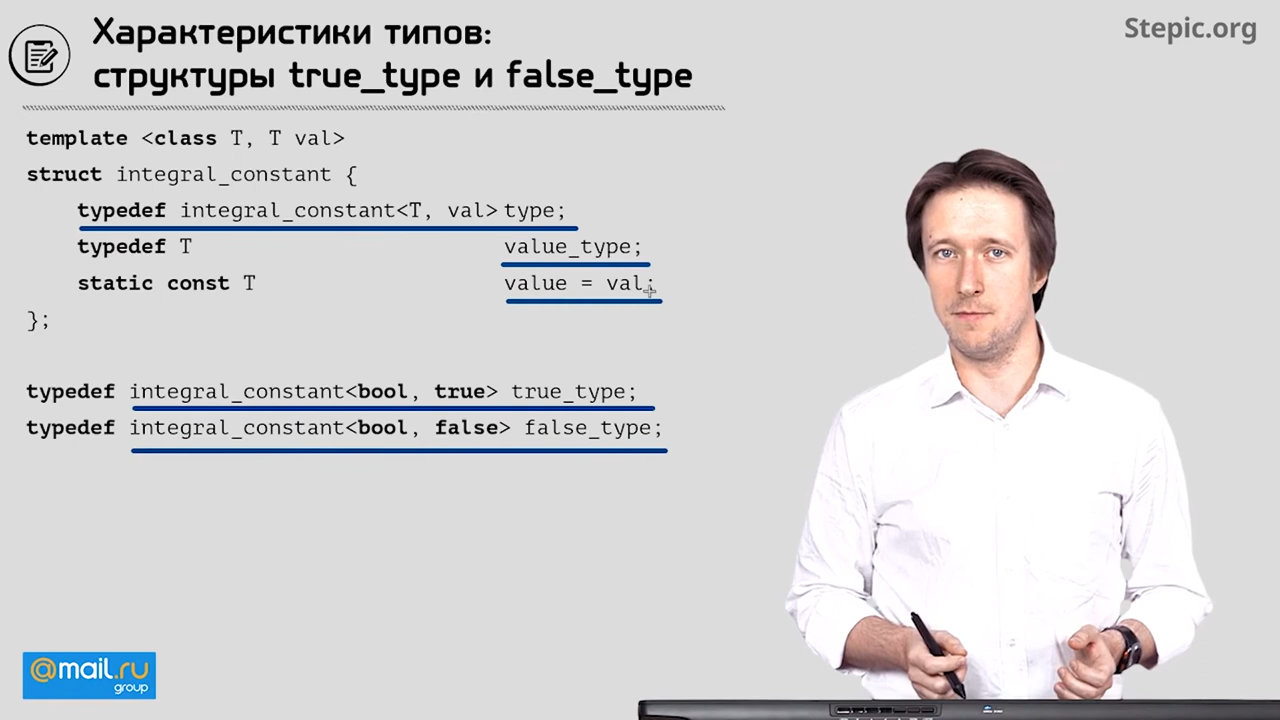 Характеристики типов:
структуры true_type и false_type
Stepic.org
template <class T, T val>
struct integral_constant {
typedef integral_constant<T, val> type;
typedef T value_type;
static const T value = val;
};
typedef integral_constant<bool, true> true_type;
typedef integral_constant<bool, false> false_type;
@mail.ru
group